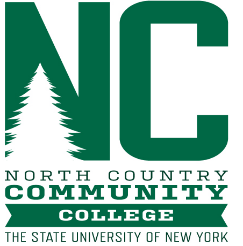 NC
NORTH COUNTRY
COMMUNITY
COLLEGE
THE STATE UNIVERSITY OF NEW YORK